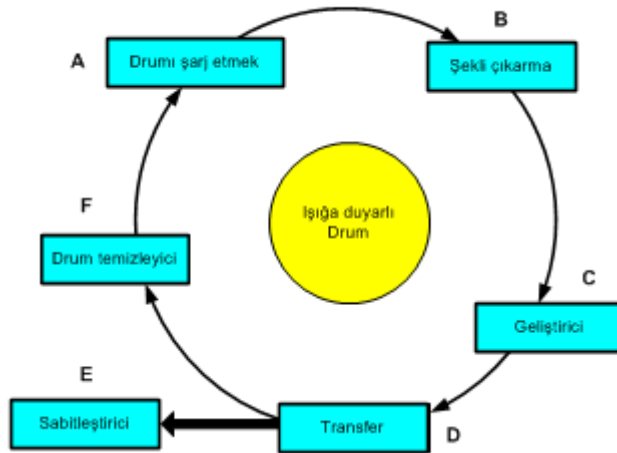 A
Drumı şarj etmek
B
Şekli çıkarma
F
Işığa duyarlı
Drum
Drum temizleyici
C
Geliştirici
E
Sabitleştirici
Transfer
D